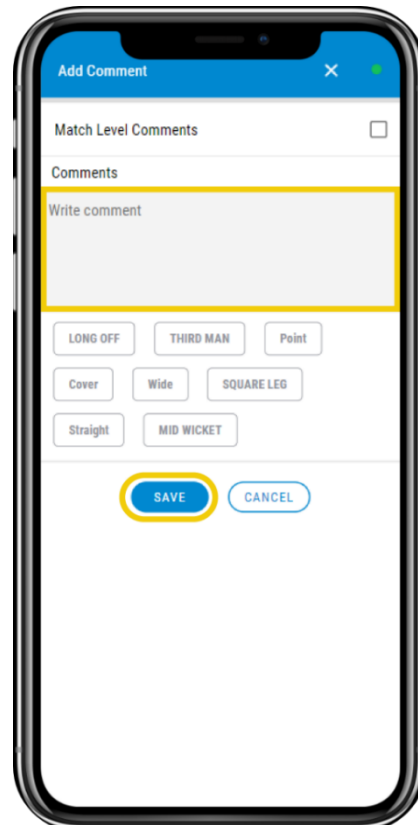 Add Comment
Match Level Comments
Comments
Write comment
LONG OFF THIRD MAN Point
Cover Wide SQUARE LEG
Straight MID WICKET
SAVE CANCEL